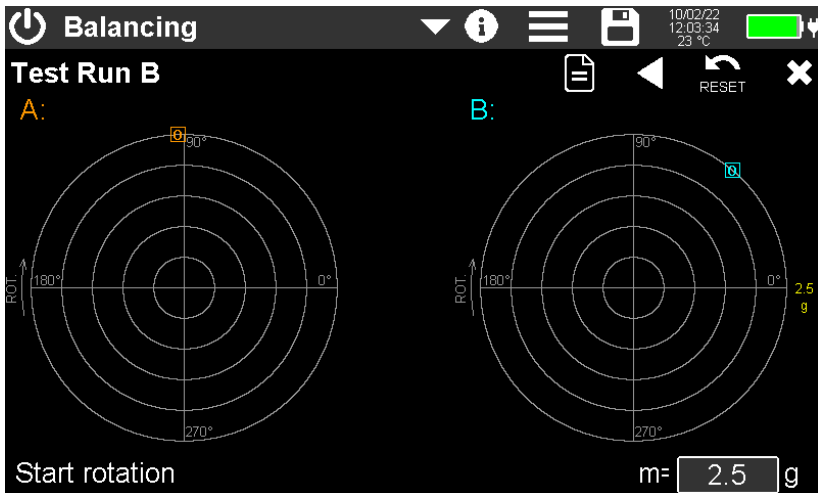 Balancing
i
10/02/22
12:03:34
23 °C
Test Run B
RESET
A:
B:
0
90°
90°
0
ROT.
180°
0°
ROT.
180°
0°
2.5
g
270°
270°
Start rotation
m= 2.5 g